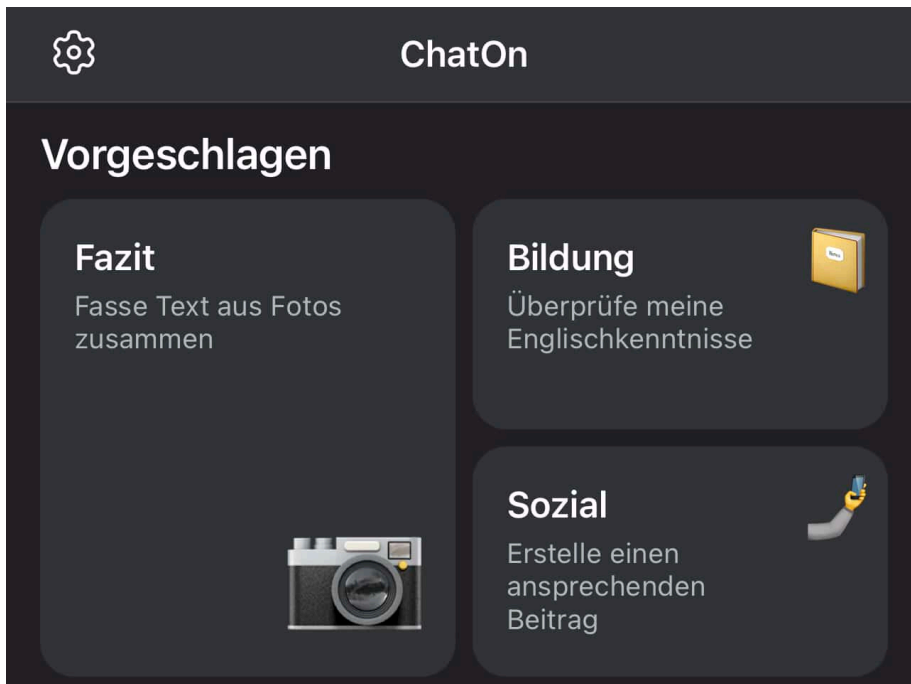 ChatOn
Vorgeschlagen
Fazit
Fasse Text aus Fotos
zusammen
Bildung
Überprüfe meine
Englischkenntnisse
Sozial
Erstelle einen
ansprechenden
Beitrag